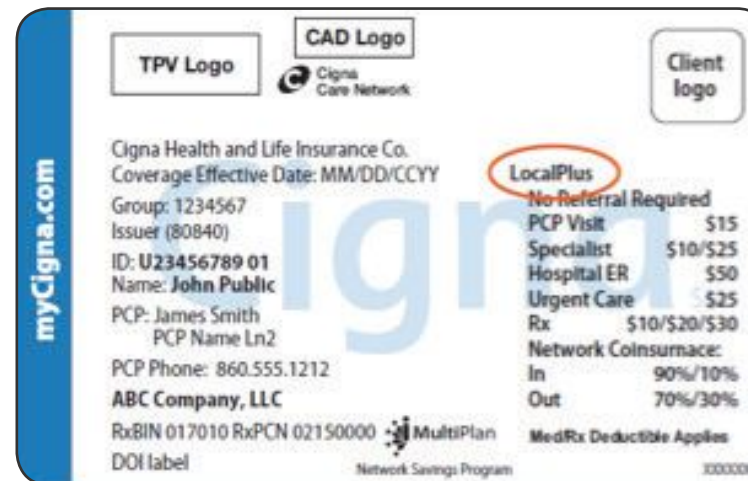 myCigna.com
TPV Logo
CAD Logo
Cigna
Care Network
Client
logo
Cigna
Cigna Health and Life Insurance Co.
Coverage Effective Date: MM/DD/CCYY
Group: 1234567
Issuer (80840)
ID: U23456789 01
Name: John Public
PCP: James Smith
PCP Name Ln2
PCP Phone: 860.555.1212
ABC Company, LLC
RxBIN 017010 RxPCN 02150000
MultiPlan
DOI label
Network Savings Program
LocalPlus
No Referral Required
PCP Visit $15
Specialist $10/$25
Hospital ER $50
Urgent Care $25
Rx $10/$20/$30
Network Coinsurnace:
In 90%/10%
Out 70%/30%
Med/Rx Deductible Applies